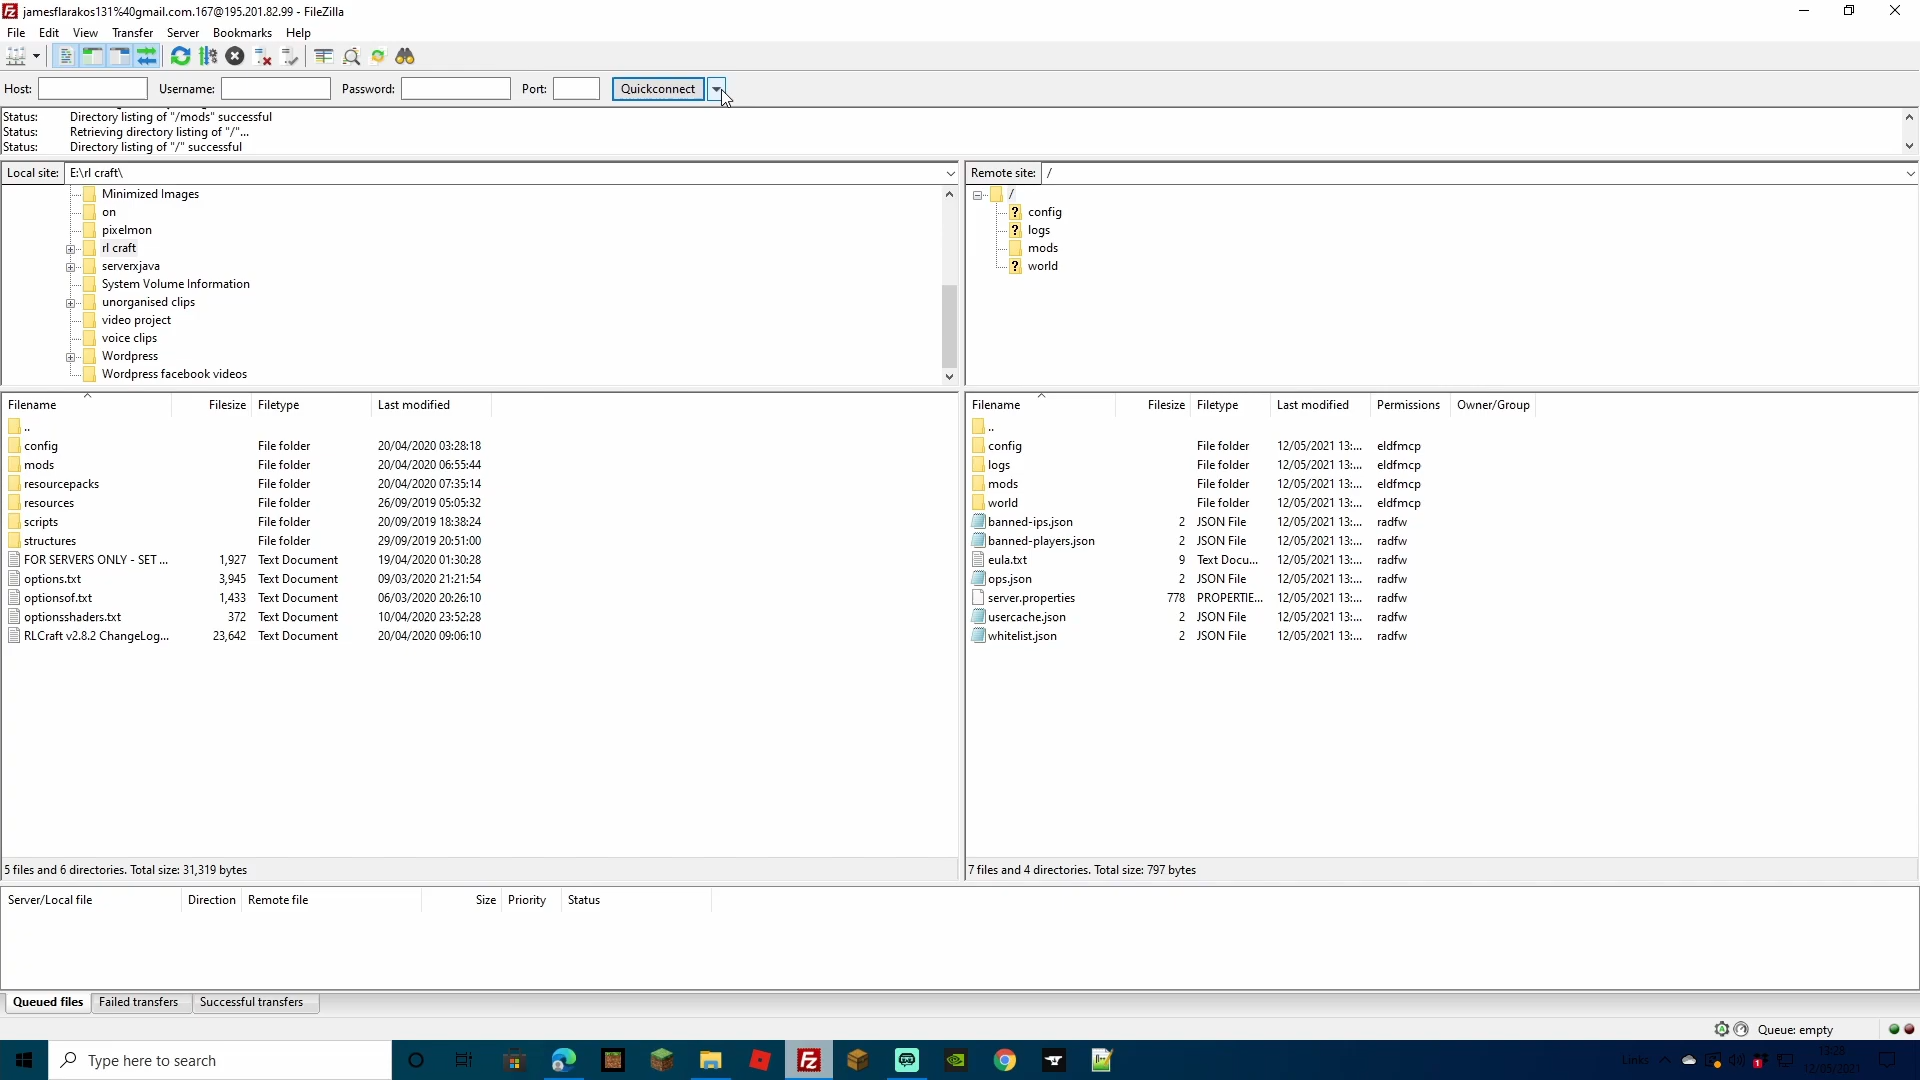 jamesflarakos131%40gmail.com.167@195.201.82.99 - FileZilla
File Edit View Transfer Server Bookmarks Help
Host: Username: Password: Port: Quickconnect
Status: Directory listing of "/mods" successful
Status: Retrieving directory listing of "/"...
Status: Directory listing of "/" successful
Local site: E:\rl craft\
Minimized Images
on
pixelmon
rl craft
serverxjava
System Volume Information
unorganised clips
video project
voice clips
Wordpress
Wordpress facebook videos
Remote site: /
/
? config
? logs
mods
? world
Filename Filesize Filetype Last modified
..
config File folder 20/04/2020 03:28:18
mods File folder 20/04/2020 06:55:44
resourcepacks File folder 20/04/2020 07:35:14
resources File folder 26/09/2019 05:05:32
scripts File folder 20/09/2019 18:38:24
structures File folder 29/09/2019 20:51:00
FOR SERVERS ONLY - SET ... 1,927 Text Document 19/04/2020 01:30:28
options.txt 3,945 Text Document 09/03/2020 21:21:54
optionsof.txt 1,433 Text Document 06/03/2020 20:26:10
optionsshaders.txt 372 Text Document 10/04/2020 23:52:28
RLCraft v2.8.2 ChangeLog... 23,642 Text Document 20/04/2020 09:06:10
5 files and 6 directories. Total size: 31,319 bytes
Filename Filesize Filetype Last modified Permissions Owner/Group
..
config File folder 12/05/2021 13:... eldfmcp
logs File folder 12/05/2021 13:... eldfmcp
mods File folder 12/05/2021 13:... eldfmcp
world File folder 12/05/2021 13:... eldfmcp
banned-ips.json 2 JSON File 12/05/2021 13:... radfw
banned-players.json 2 JSON File 12/05/2021 13:... radfw
eula.txt 9 Text Docu... 12/05/2021 13:... radfw
ops.json 2 JSON File 12/05/2021 13:... radfw
server.properties 778 PROPERTIE... 12/05/2021 13:... radfw
usercache.json 2 JSON File 12/05/2021 13:... radfw
whitelist.json 2 JSON File 12/05/2021 13:... radfw
7 files and 4 directories. Total size: 797 bytes
Server/Local file Direction Remote file Size Priority Status
Queued files Failed transfers Successful transfers
Queue: empty
Type here to search
Links
13:28
12/05/2021